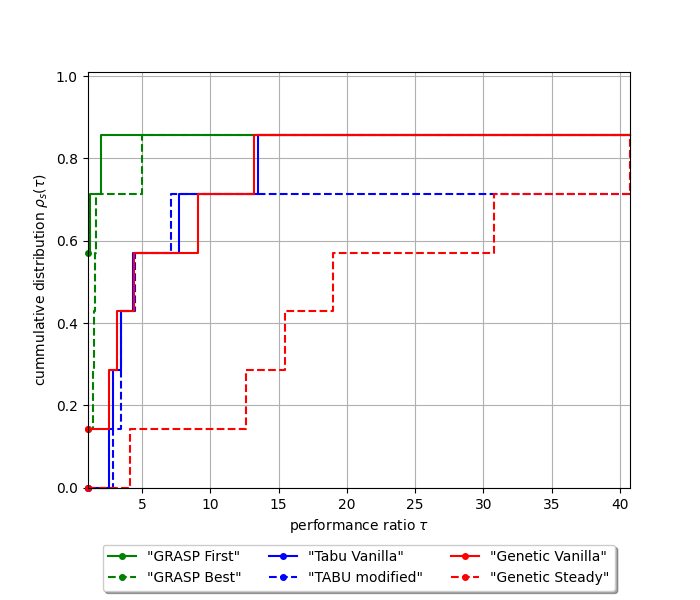 1.0
0.8
0.6
0.4
0.2
0.0
cummulative distribution ρs(τ)
5 10 15 20 25 30 35 40
performance ratio τ
"GRASP First" "Tabu Vanilla" "Genetic Vanilla"
"GRASP Best" "TABU modified" "Genetic Steady"